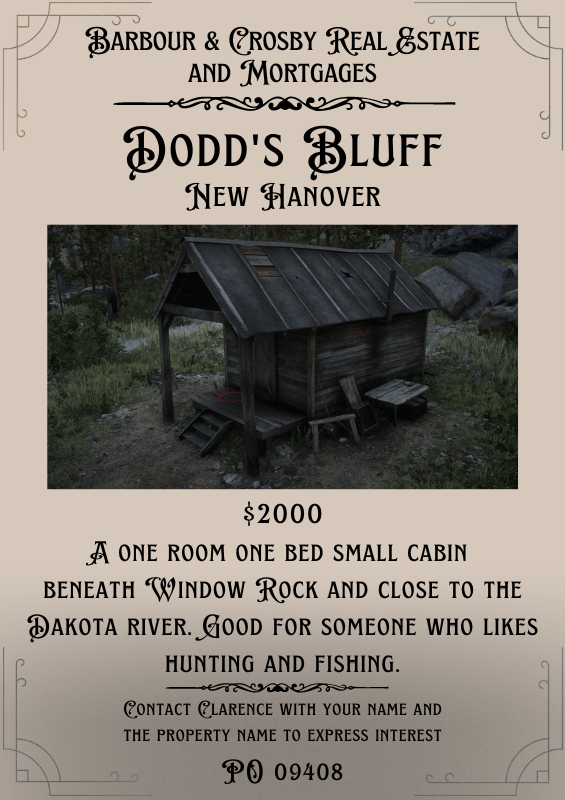 Barbour & Crosby Real Estate
and Mortgages
Dodd's Bluff
New Hanover
$2000
A one room one bed small cabin
beneath Window Rock and close to the
Dakota river. Good for someone who likes
hunting and fishing.
Contact Clarence with your name and
the property name to express interest
PO 09408